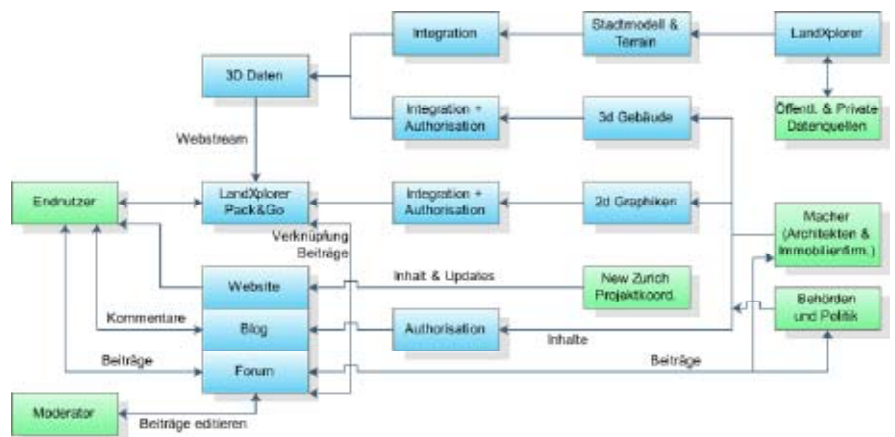 Integration
Stadtmodell &
Terrain
LandXplorer
3D Daten
Integration +
Authorisation
3d Gebäude
Öffentl. & Private
Datenquellen
Webstream
Endnutzer
LandXplorer
Pack&Go
Integration +
Authorisation
2d Graphiken
Macher
(Architekten &
Immobilienfirm.)
Verknüpfung
Beiträge
Website
Inhalt & Updates
New Zurich
Projektkoord.
Behörden
und Politik
Kommentare
Blog
Authorisation
Inhalte
Beiträge
Forum
Beiträge
Moderator
Beiträge editieren